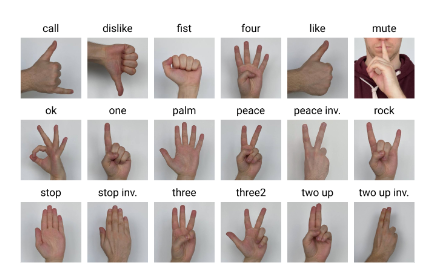 call dislike fist four like mute
ok one palm peace peace inv. rock
stop stop inv. three three2 two up two up inv.